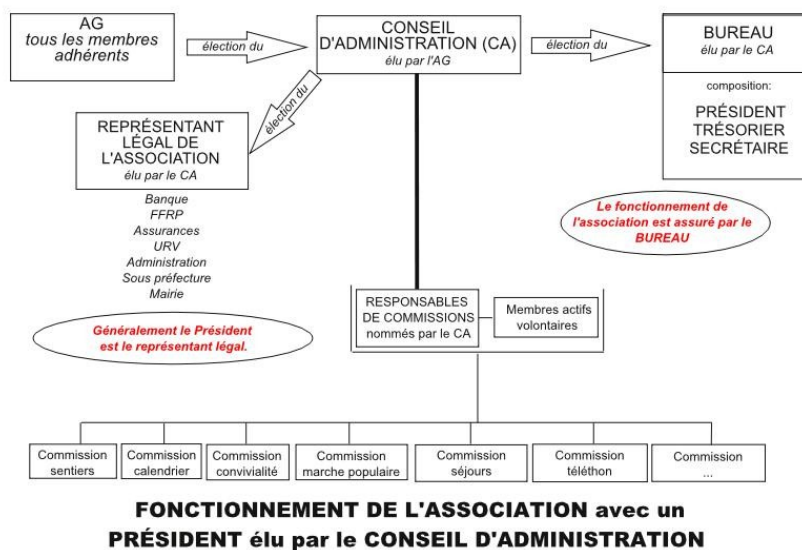 AG
tous les membres
adhérents
élection du
CONSEIL
D'ADMINISTRATION (CA)
élu par l'AG
élection du
BUREAU
élu par le CA
composition:
PRÉSIDENT
TRÉSORIER
SECRÉTAIRE
élection du
REPRÉSENTANT
LÉGAL DE
L'ASSOCIATION
élu par le CA
Banque
FFRP
Assurances
URV
Administration
Sous préfecture
Mairie
Le fonctionnement de
l'association est assuré par le
BUREAU
Généralement le Président
est le représentant légal.
RESPONSABLES
DE COMMISSIONS
nommés par le CA
Membres actifs
volontaires
Commission
sentiers
Commission
calendrier
Commission
convivialité
Commission
marche populaire
Commission
séjours
Commission
téléthon
Commission
...
FONCTIONNEMENT DE L'ASSOCIATION avec un
PRÉSIDENT élu par le CONSEIL D'ADMINISTRATION